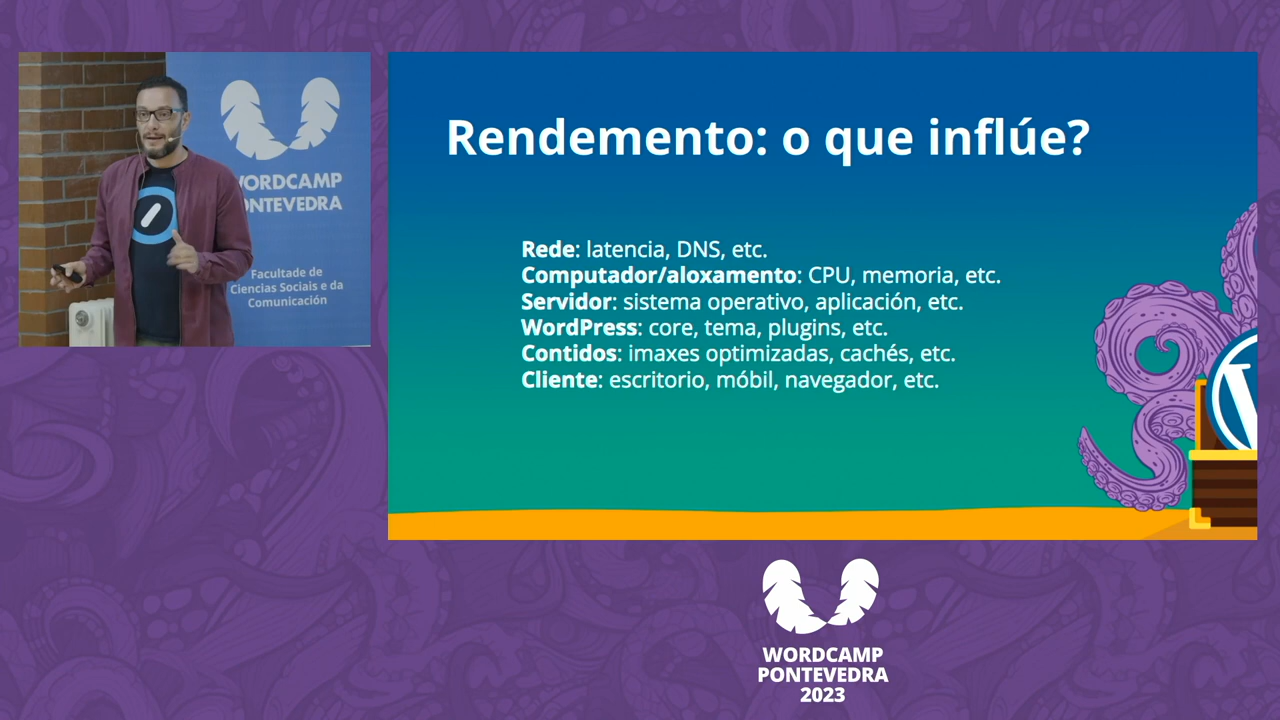 WORDCAMP
PONTEVEDRA
Facultade de
Ciencias Sociais e da
Comunicación
Rendemento: o que inflúe?
Rede: latencia, DNS, etc.
Computador/aloxamento: CPU, memoria, etc.
Servidor: sistema operativo, aplicación, etc.
WordPress: core, tema, plugins, etc.
Contidos: imaxes optimizadas, cachés, etc.
Cliente: escritorio, móbil, navegador, etc.
WORDCAMP
PONTEVEDRA
2023